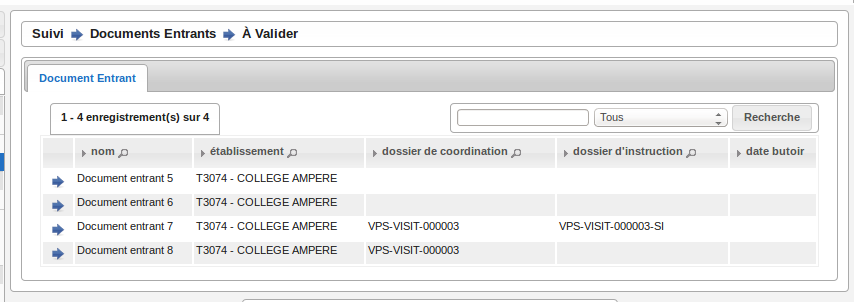 Suivi Documents Entrants À Valider
Document Entrant
1 - 4 enregistrement(s) sur 4 Tous Recherche
nom établissement dossier de coordination dossier d'instruction date butoir
Document entrant 5 T3074 - COLLEGE AMPERE
Document entrant 6 T3074 - COLLEGE AMPERE
Document entrant 7 T3074 - COLLEGE AMPERE VPS-VISIT-000003 VPS-VISIT-000003-SI
Document entrant 8 T3074 - COLLEGE AMPERE VPS-VISIT-000003